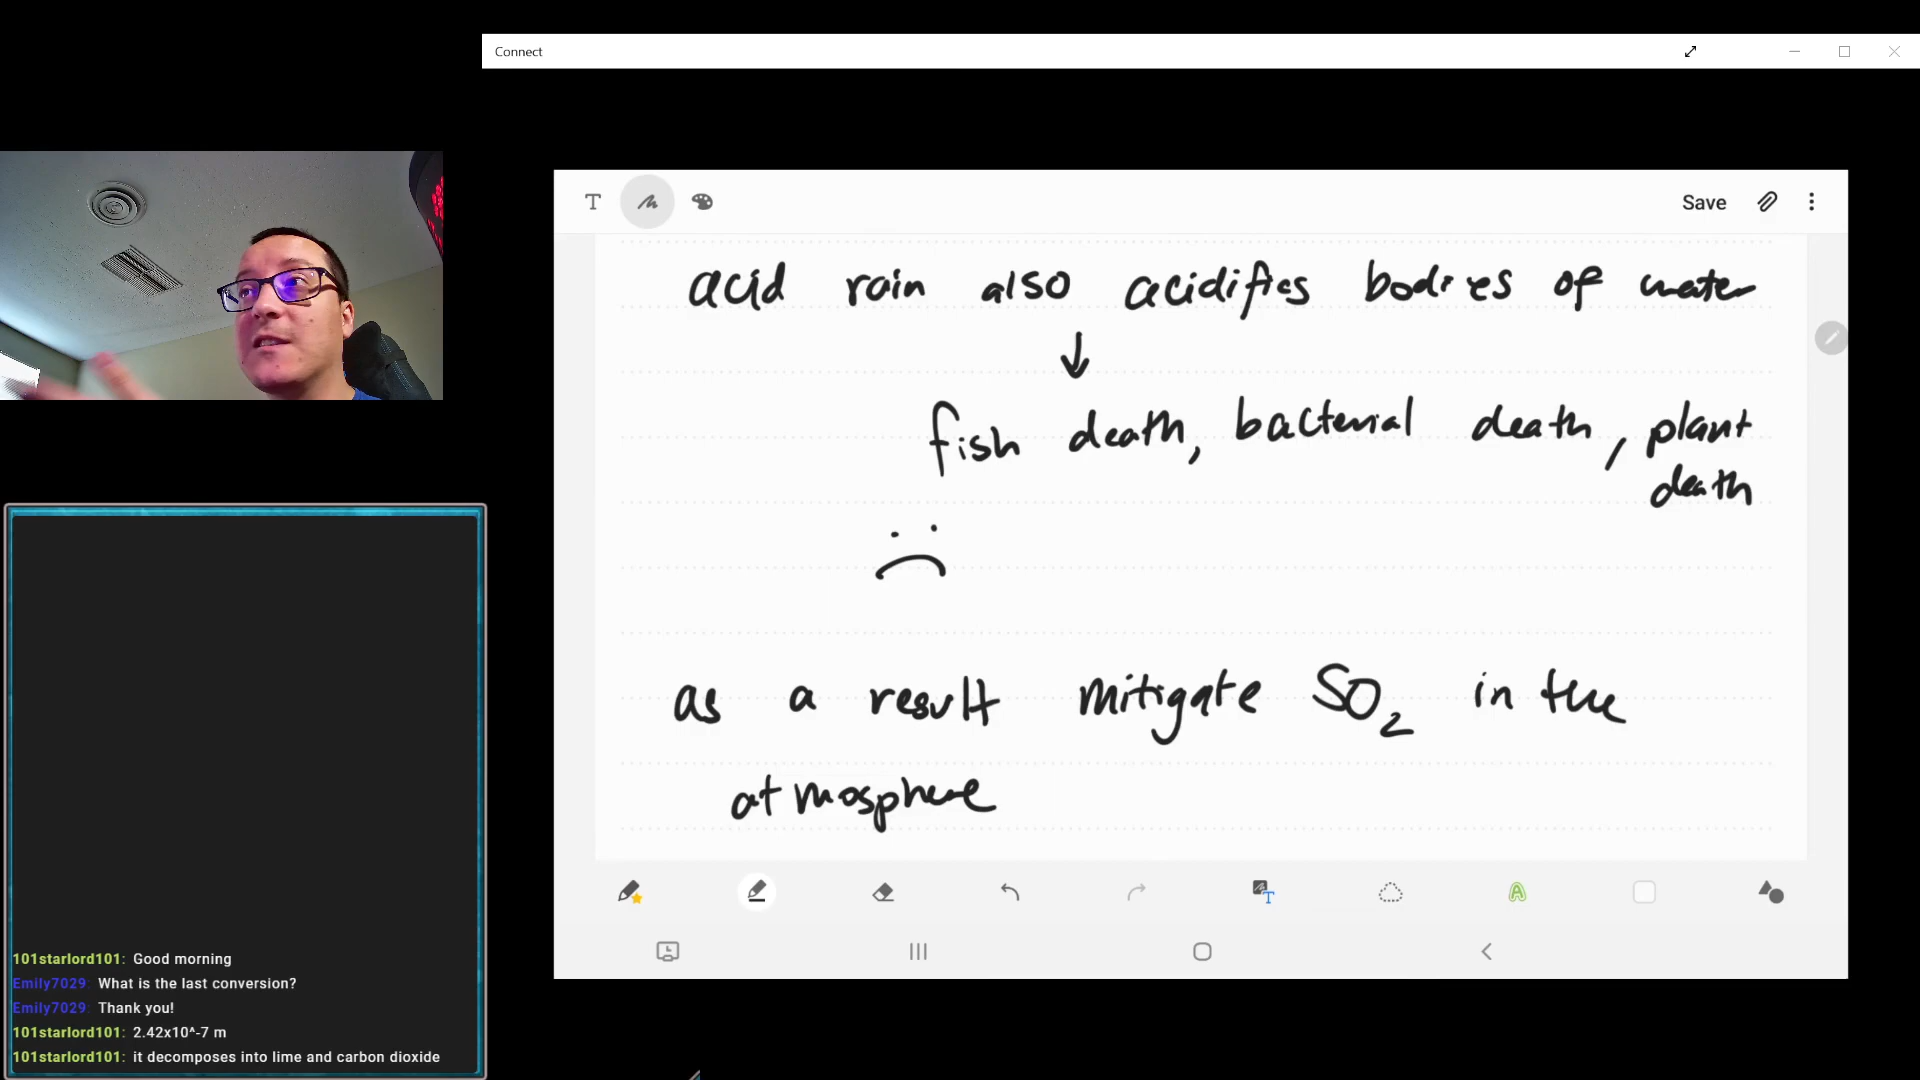 Connect
T
Save
acid rain also acidifies bodies of water
↓
fish death, bacterial death, plant
death
as a result mitigate SO₂ in the
atmosphere
101starlord101: Good morning
Emily7029: What is the last conversion?
Emily7029: Thank you!
101starlord101: 2.42x10^-7 m
101starlord101: it decomposes into lime and carbon dioxide